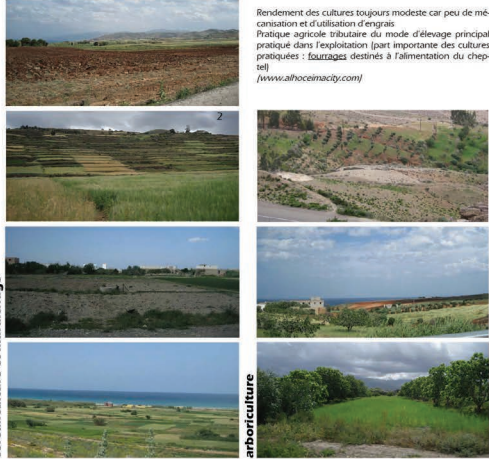 Rendement des cultures toujours modeste car peu de mé-
canisation et d'utilisation d'engrais
Pratique agricole tributaire du mode d'élevage principal
pratiqué dans l'exploitation (part importante des cultures
pratiquées : fourrages destinés à l'alimentation du chep-
tel)
(www.alhoceimacity.com)
2
arboriculture